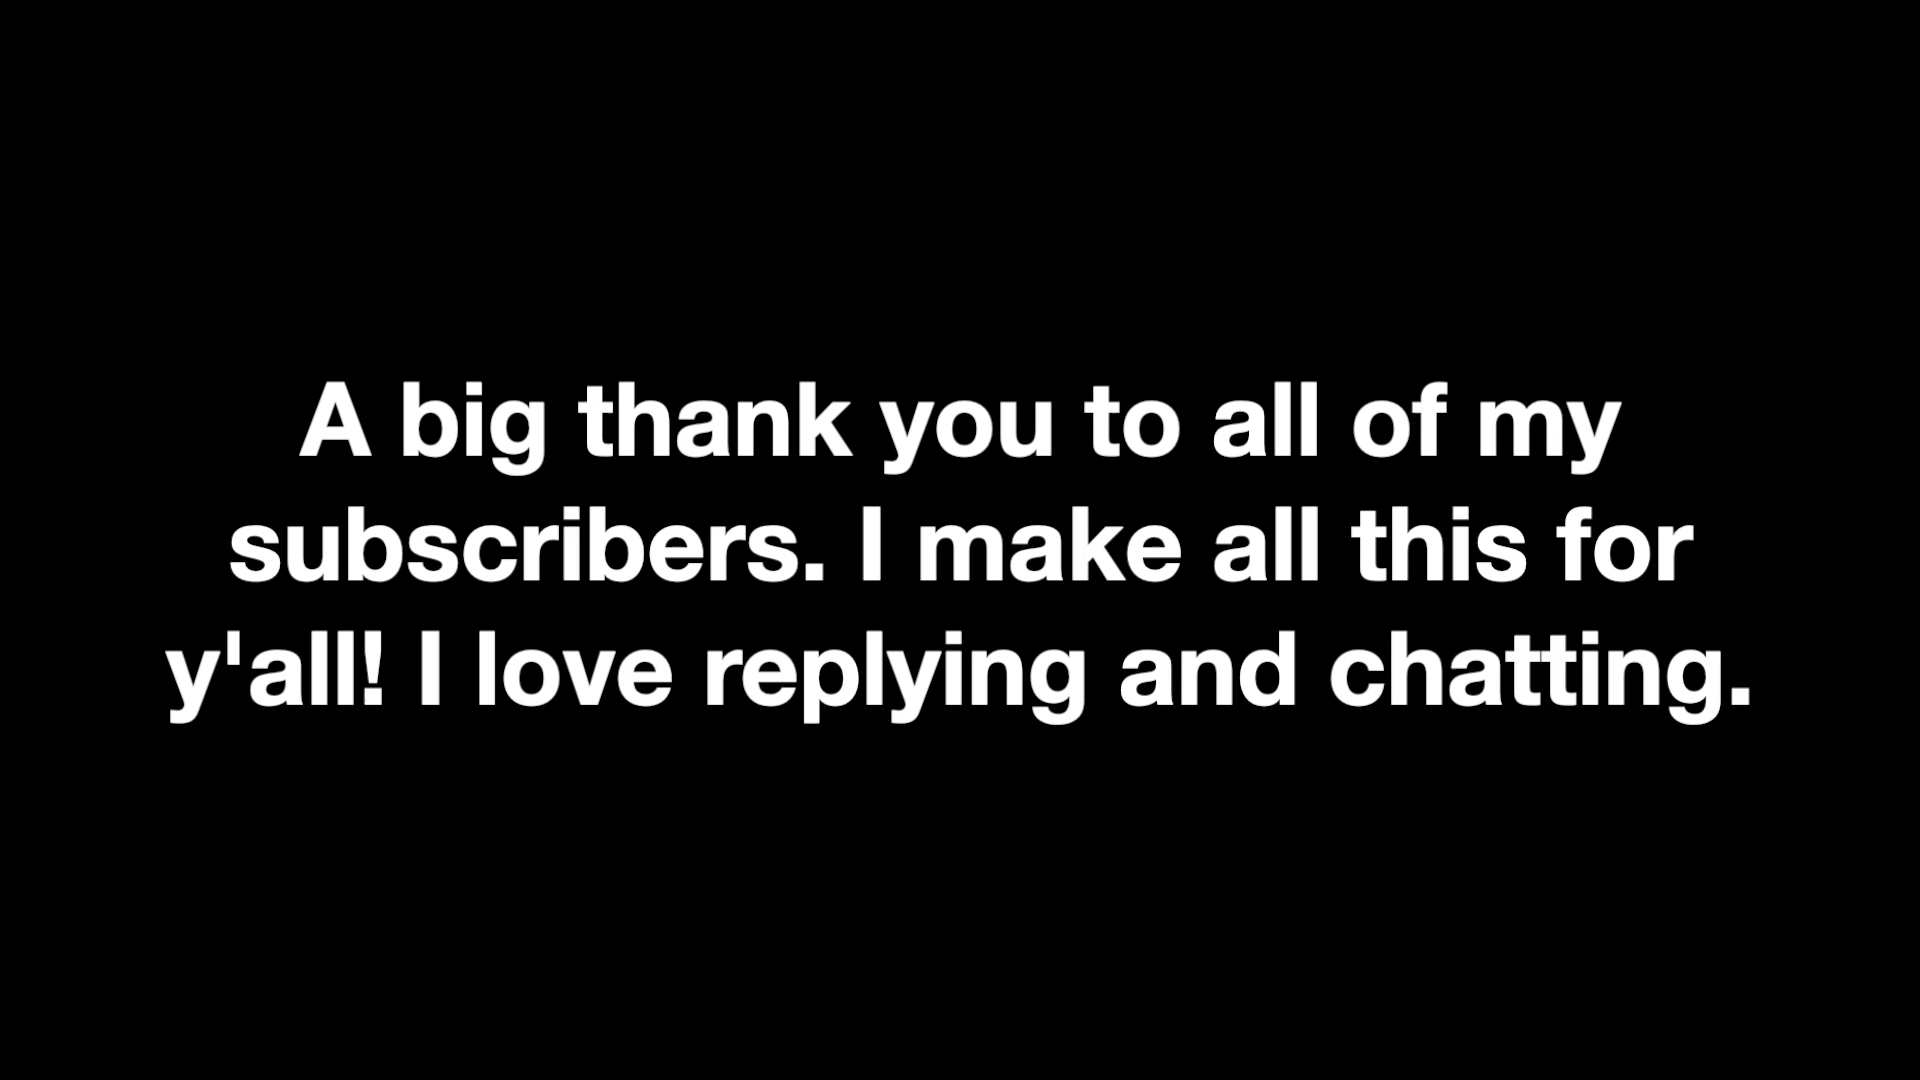 A big thank you to all of my
subscribers. I make all this for
y'all! I love replying and chatting.